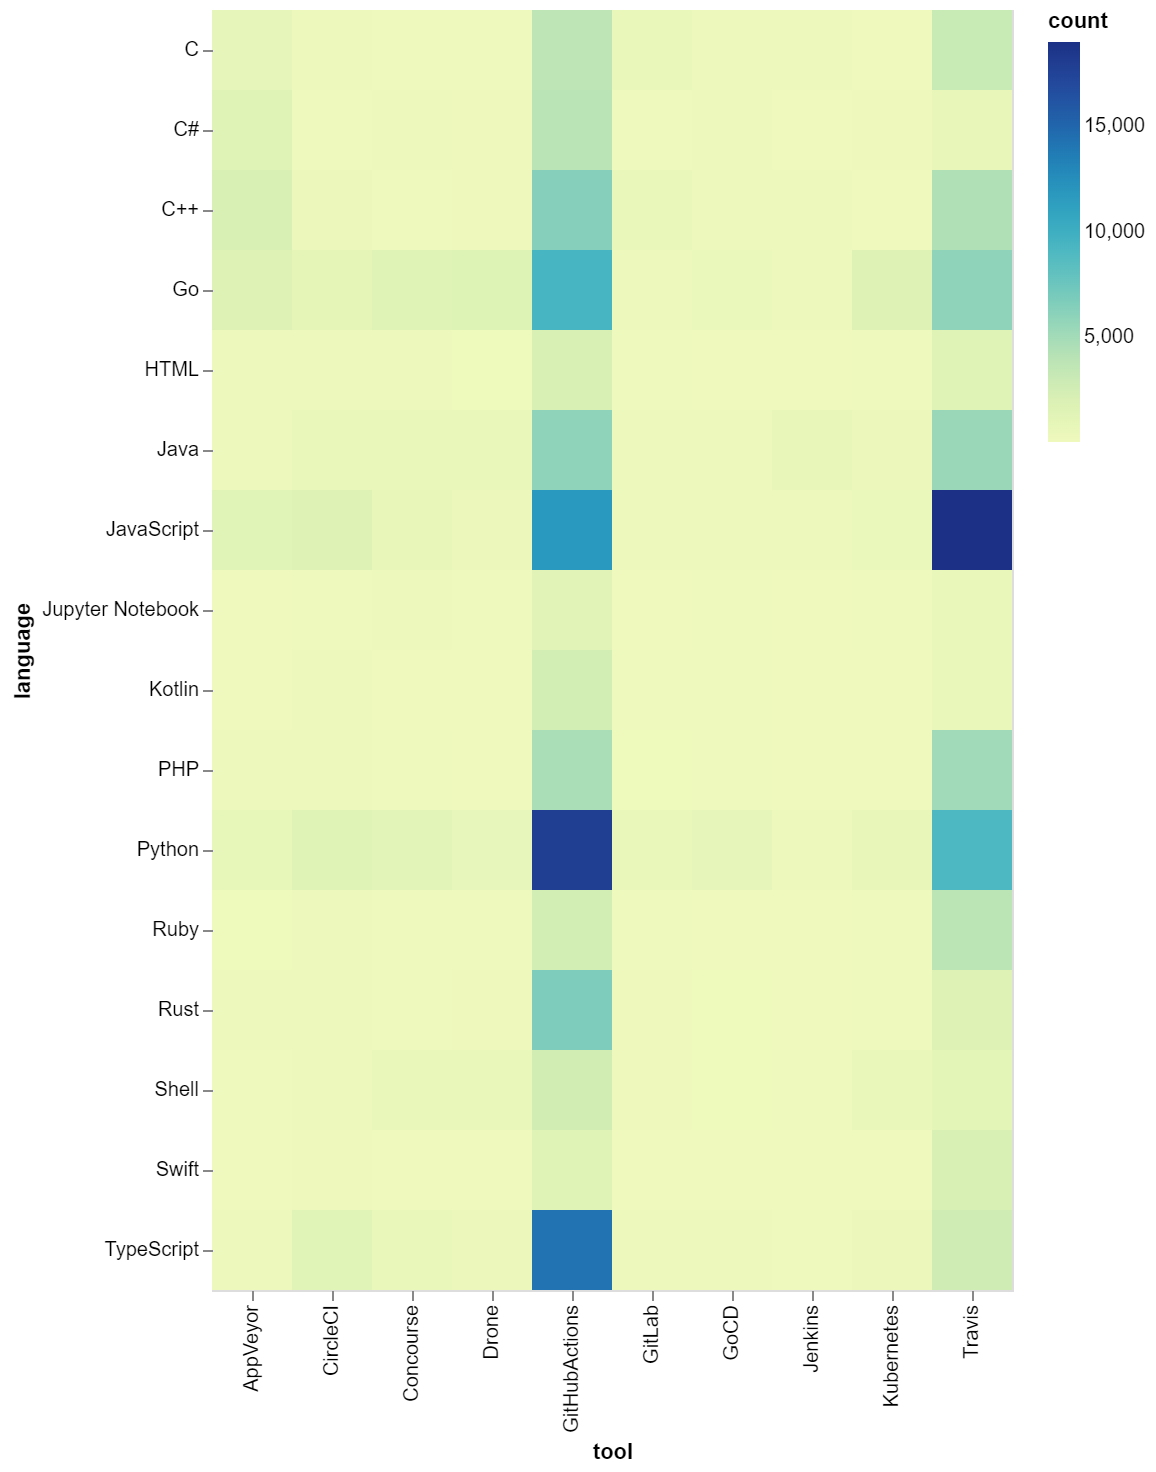 C
C#
C++
Go
HTML
Java
JavaScript
Jupyter Notebook
Kotlin
PHP
Python
Ruby
Rust
Shell
Swift
TypeScript
language
AppVeyor
CircleCI
Concourse
Drone
GitHubActions
GitLab
GoCD
Jenkins
Kubernetes
Travis
tool
count
15,000
10,000
5,000